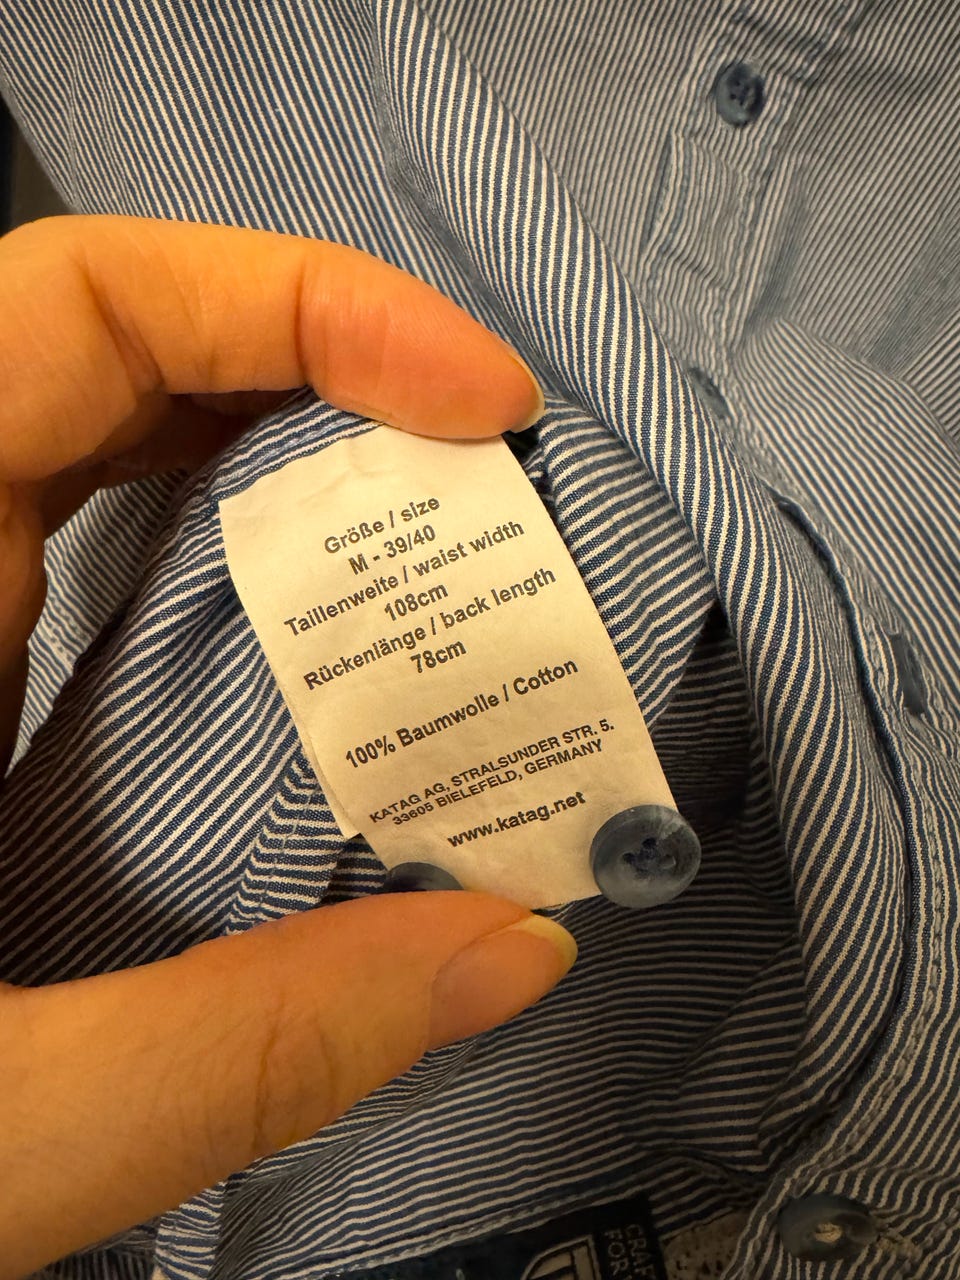 Größe / size
M - 39/40
Taillenweite / waist width
108cm
Rückenlänge / back length
78cm
100% Baumwolle / Cotton
KATAG AG, STRALSUNDER STR. 5.
33605 BIELEFELD, GERMANY
www.katag.net